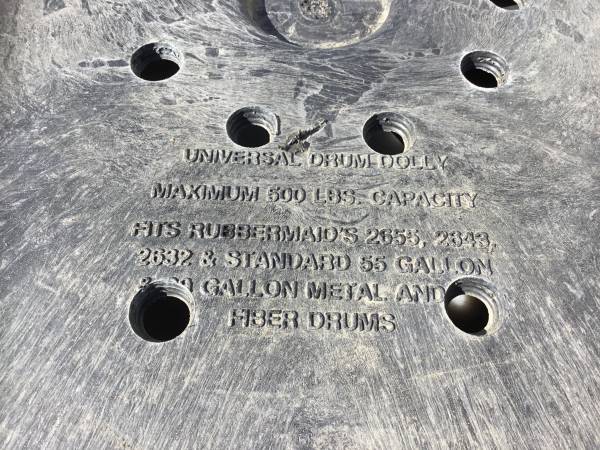 UNIVERSAL DRUM DOLLY
MAXIMUM 500 LBS. CAPACITY
FITS RUBBERMAID'S 2655, 2343,
2632 & STANDARD 55 GALLON
GALLON METAL AND
FIBER DRUMS